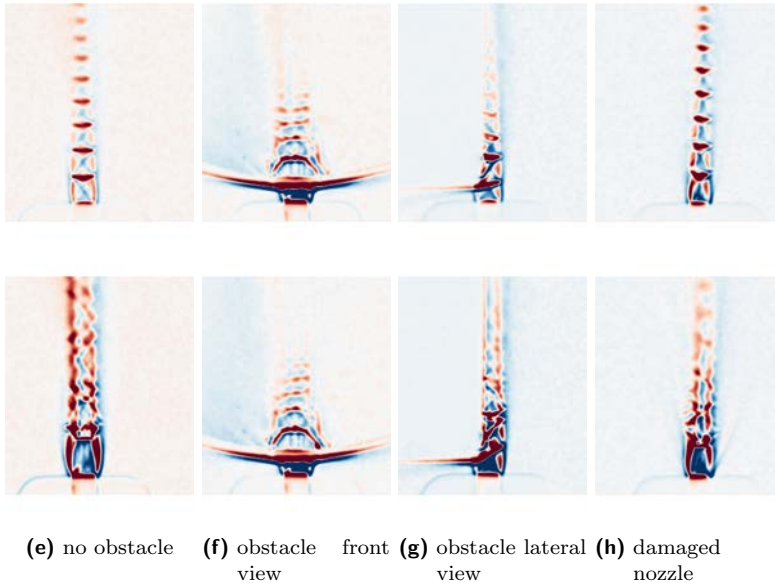 (e) no obstacle (f) obstacle front (g) obstacle lateral (h) damaged
view view nozzle